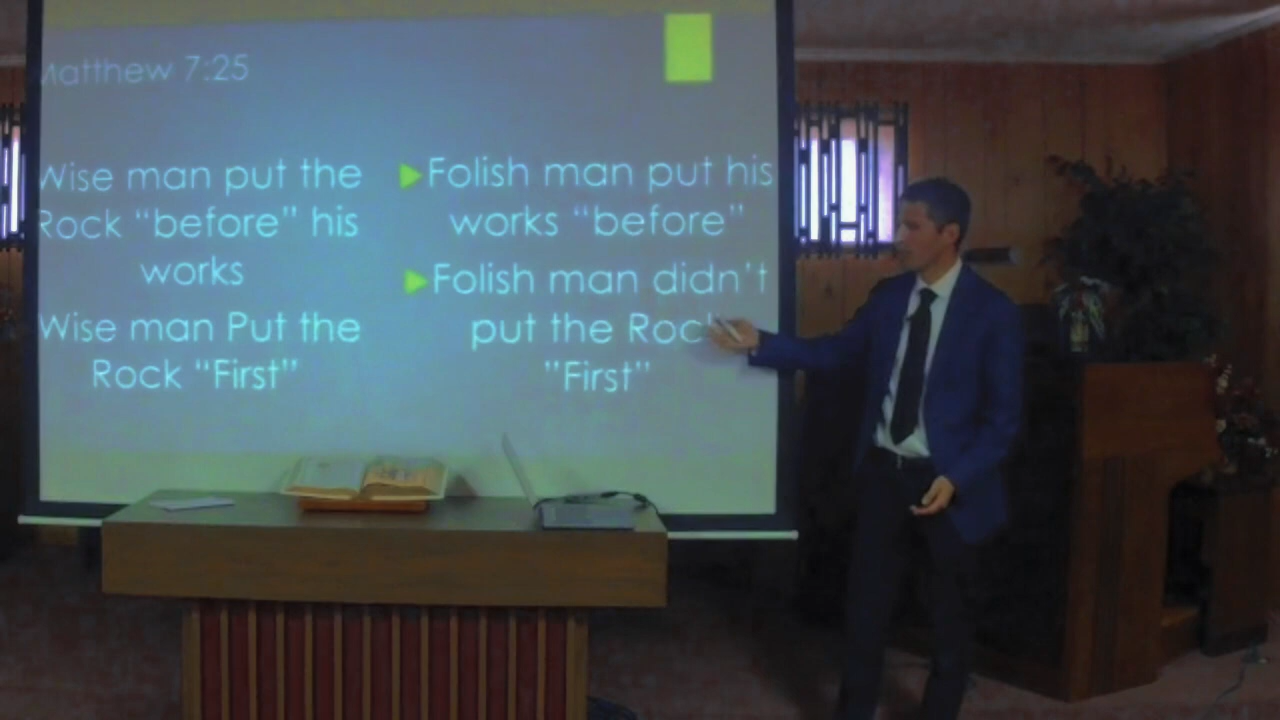 Matthew 7:25
Wise man put the
Rock “before” his
works
Wise man Put the
Rock “First”
Folish man put his
works “before”
Folish man didn’t
put the Rock
”First”